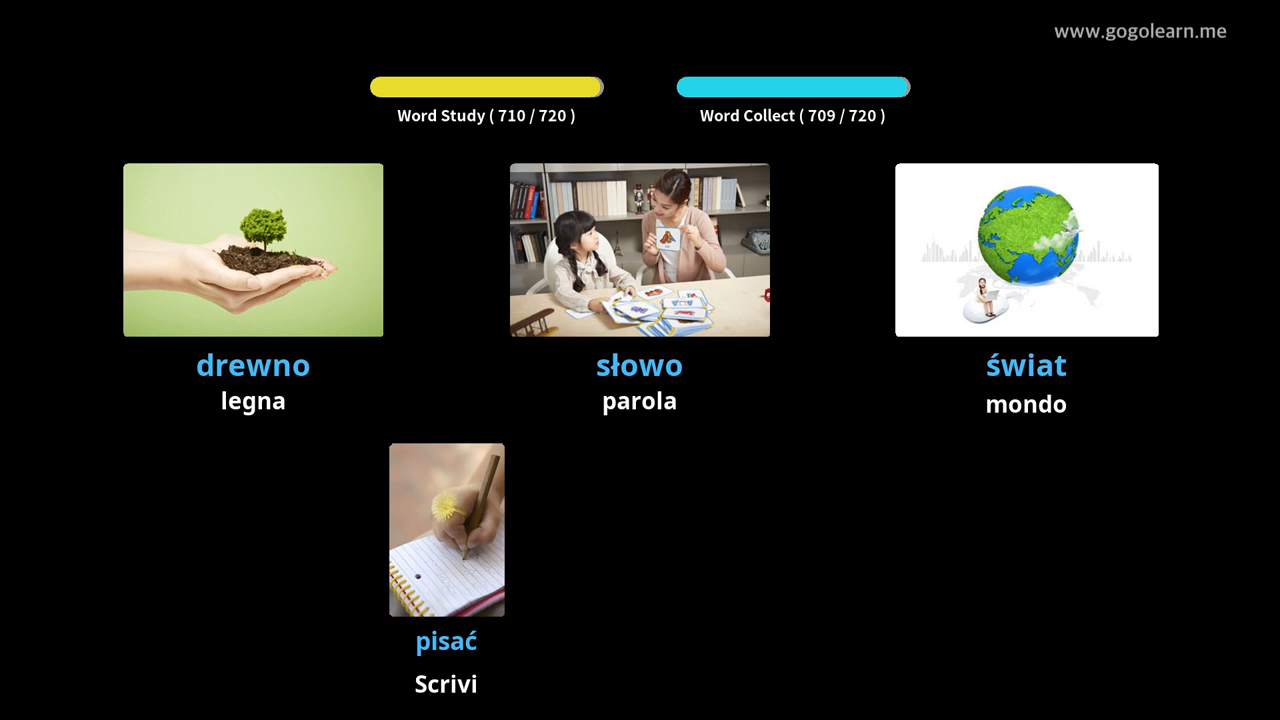 www.gogolearn.me
Word Study ( 710 / 720 )
Word Collect ( 709 / 720 )
drewno
legna
słowo
parola
świat
mondo
pisać
Scrivi